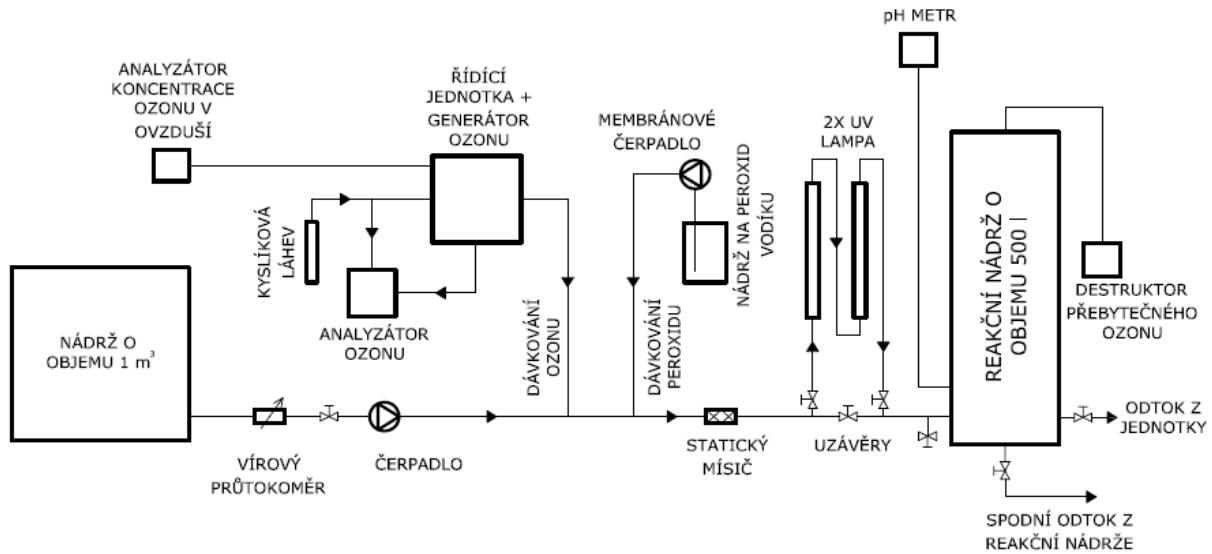 pH METR
ANALYZÁTOR
KONCENTRACE
OZONU V
OVZDUŠÍ
ŘÍDÍCÍ
JEDNOTKA +
GENERÁTOR
OZONU
MEMBRÁNOVÉ
ČERPADLO
2X UV
LAMPA
KYSLÍKOVÁ
LÁHEV
NÁDRŽ NA PEROXID
VODÍKU
REAKČNÍ NÁDRŽ O
OBJEMU 500 l
DESTRUKTOR
PŘEBYTEČNÉHO
OZONU
ANALYZÁTOR
OZONU
NÁDRŽ O
OBJEMU 1 m³
DÁVKOVÁNÍ
OZONU
DÁVKOVÁNÍ
PEROXIDU
ODTOK Z
JEDNOTKY
VÍROVÝ
PRŮTOKOMĚR
ČERPADLO
STATICKÝ
MÍSIČ
UZÁVĚRY
SPODNÍ ODTOK Z
REAKČNÍ NÁDRŽE